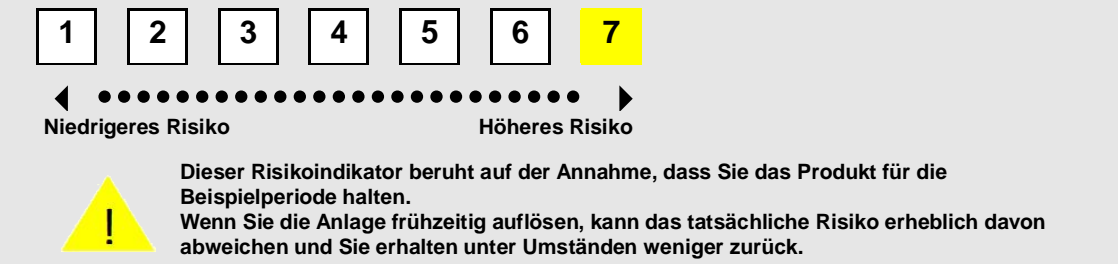 1 2 3 4 5 6 7
Niedrigeres Risiko Höheres Risiko
Dieser Risikoindikator beruht auf der Annahme, dass Sie das Produkt für die
Beispielperiode halten.
Wenn Sie die Anlage frühzeitig auflösen, kann das tatsächliche Risiko erheblich davon
! abweichen und Sie erhalten unter Umständen weniger zurück.